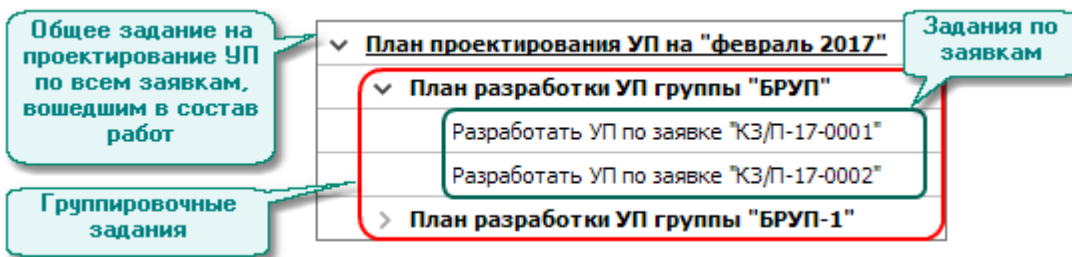 Общее задание на
проектирование УП
по всем заявкам,
вошедшим в состав
работ
План проектирования УП на "февраль 2017"
Задания по
заявкам
План разработки УП группы "БРУП"
Разработать УП по заявке "КЗ/П-17-0001"
Разработать УП по заявке "КЗ/П-17-0002"
Группировочные
задания
План разработки УП группы "БРУП-1"